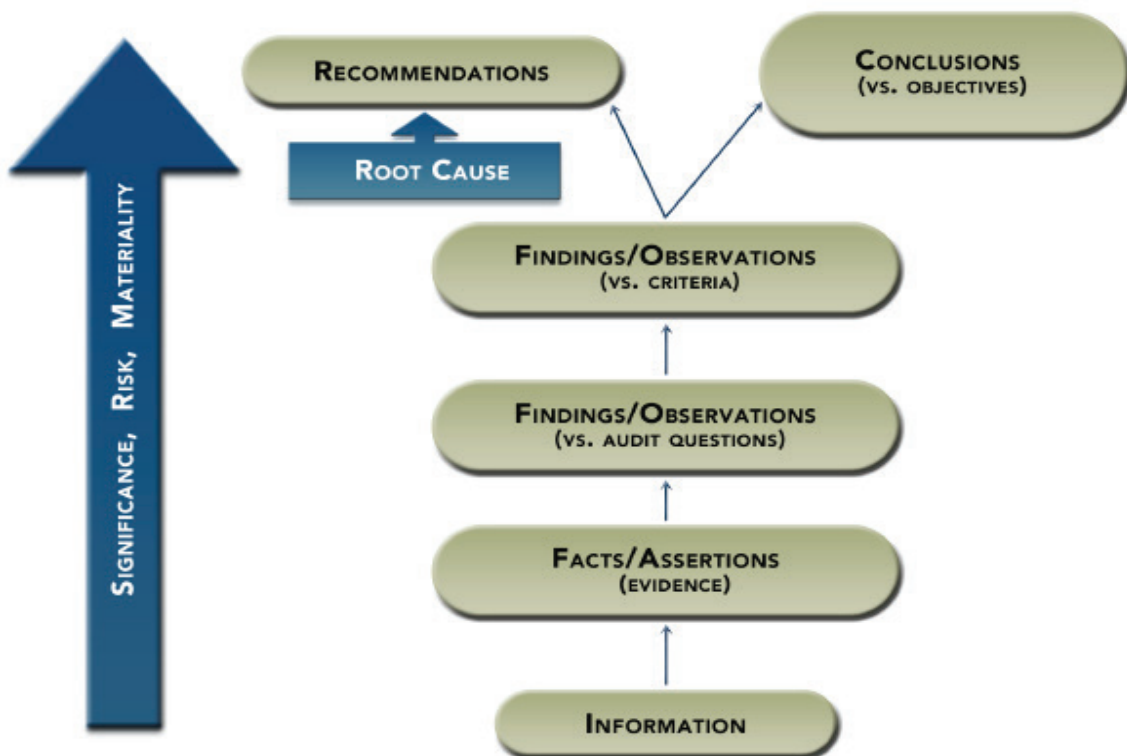 Recommendations
Conclusions
(vs. objectives)
Root Cause
Findings/Observations
(vs. criteria)
Findings/Observations
(vs. audit questions)
Facts/Assertions
(evidence)
Information
Significance, Risk, Materiality